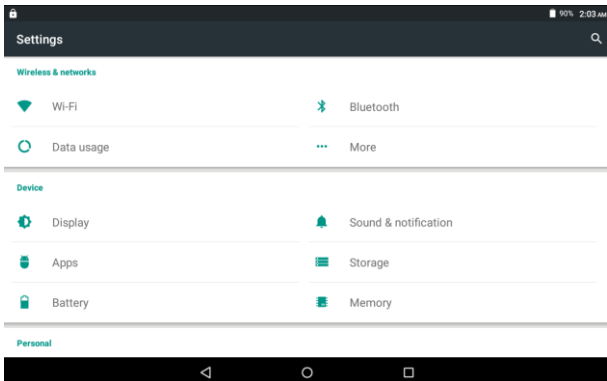 90% 2:03 AM
Settings
Wireless & networks
Wi-Fi Bluetooth
Data usage More
Device
Display Sound & notification
Apps Storage
Battery Memory
Personal